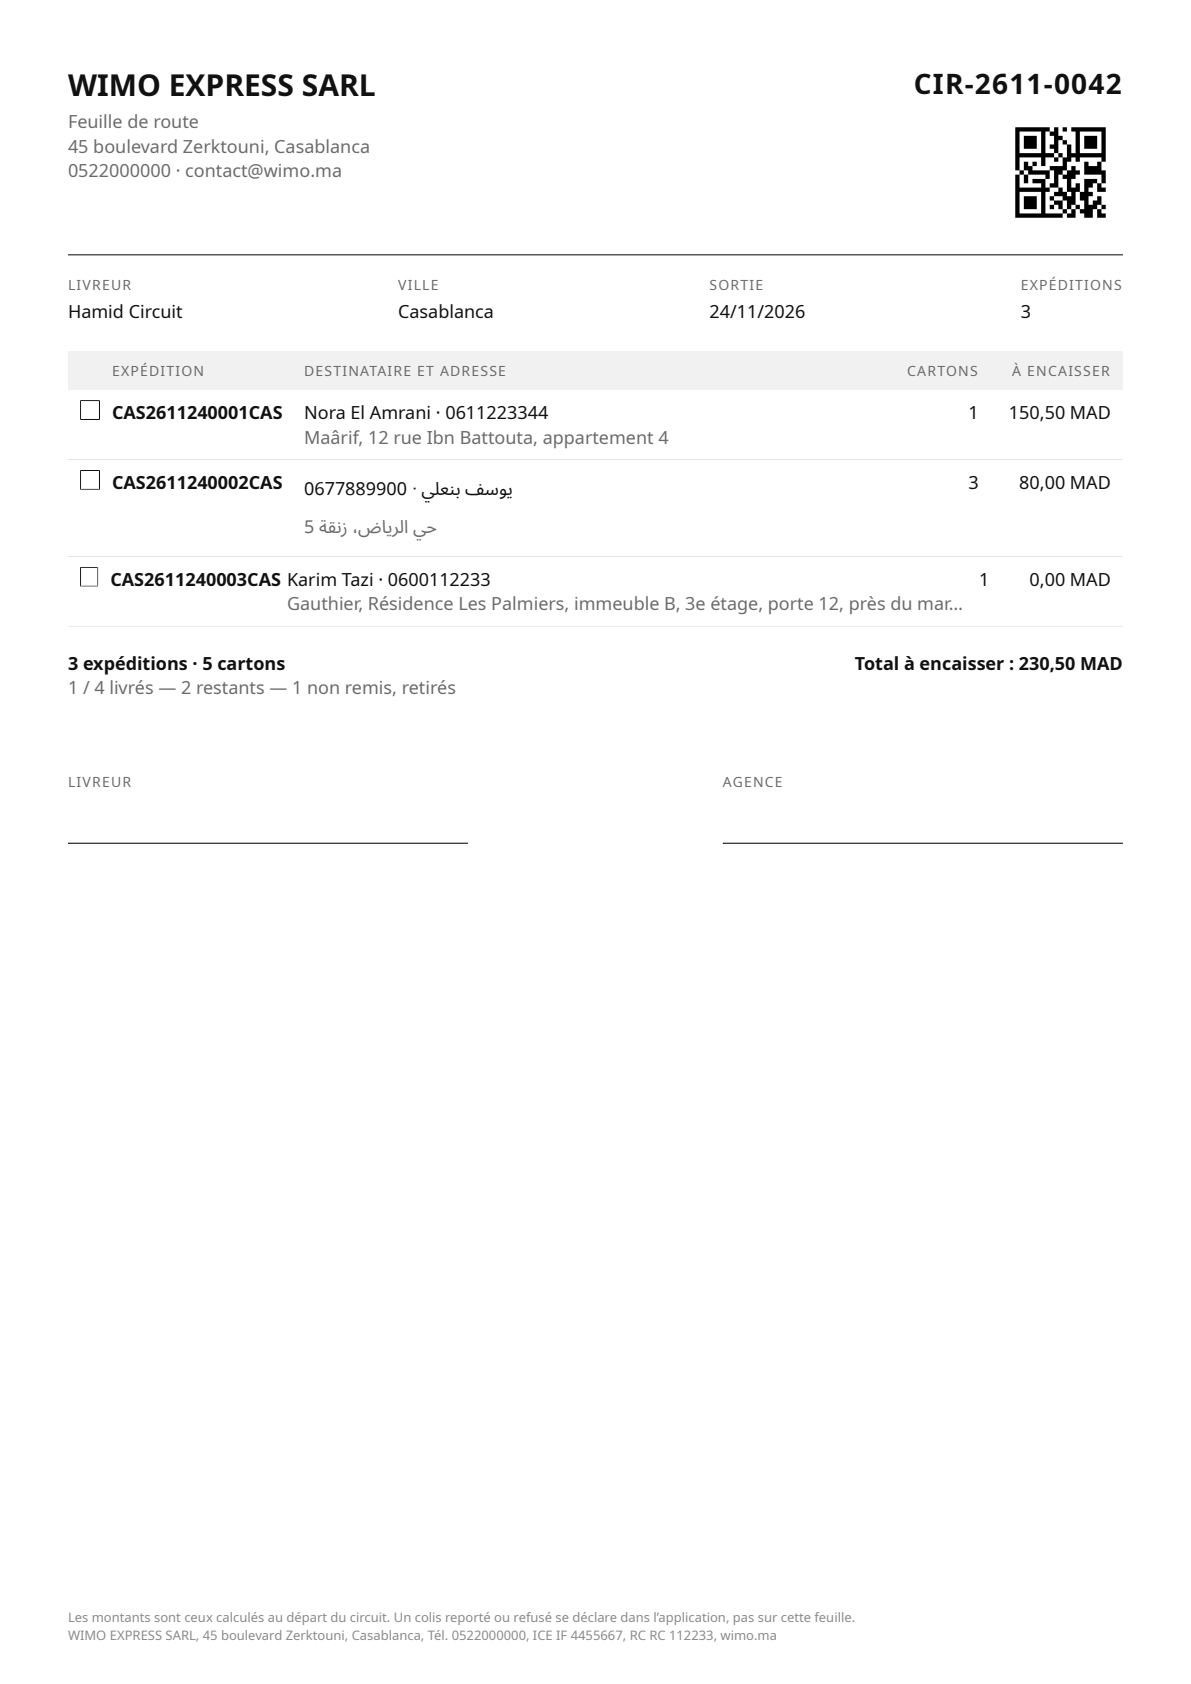 WIMO EXPRESS SARL
CIR-2611-0042
Feuille de route
45 boulevard Zerktouni, Casablanca
0522000000 · contact@wimo.ma
LIVREUR VILLE SORTIE EXPÉDITIONS
Hamid Circuit Casablanca 24/11/2026 3
EXPÉDITION DESTINATAIRE ET ADRESSE CARTONS À ENCAISSER
CAS2611240001CAS Nora El Amrani · 0611223344 1 150,50 MAD
Maârif, 12 rue Ibn Battouta, appartement 4
CAS2611240002CAS يوسف بنعلي · 0677889900 3 80,00 MAD
حي الرياض، زنقة 5
CAS2611240003CAS Karim Tazi · 0600112233 1 0,00 MAD
Gauthier, Résidence Les Palmiers, immeuble B, 3e étage, porte 12, près du mar…
3 expéditions · 5 cartons Total à encaisser : 230,50 MAD
1 / 4 livrés — 2 restants — 1 non remis, retirés
LIVREUR AGENCE
Les montants sont ceux calculés au départ du circuit. Un colis reporté ou refusé se déclare dans l’application, pas sur cette feuille.
WIMO EXPRESS SARL, 45 boulevard Zerktouni, Casablanca, Tél. 0522000000, ICE IF 4455667, RC RC 112233, wimo.ma